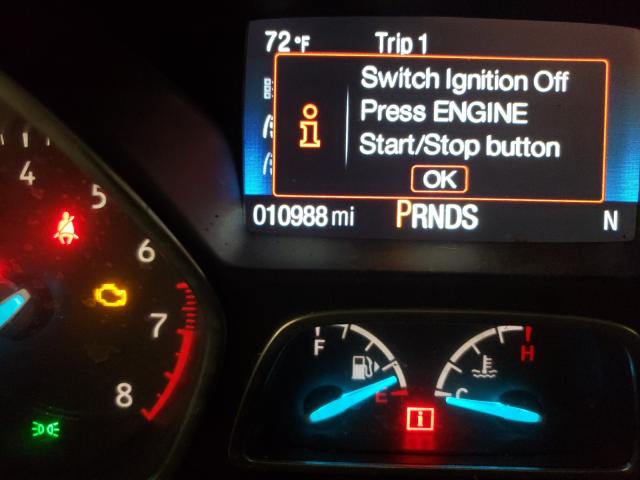 72°F Trip 1
Switch Ignition Off
Press ENGINE
Start/Stop button
OK
010988 mi PRNDS N
4
5
6
7
8
F
E
C
H